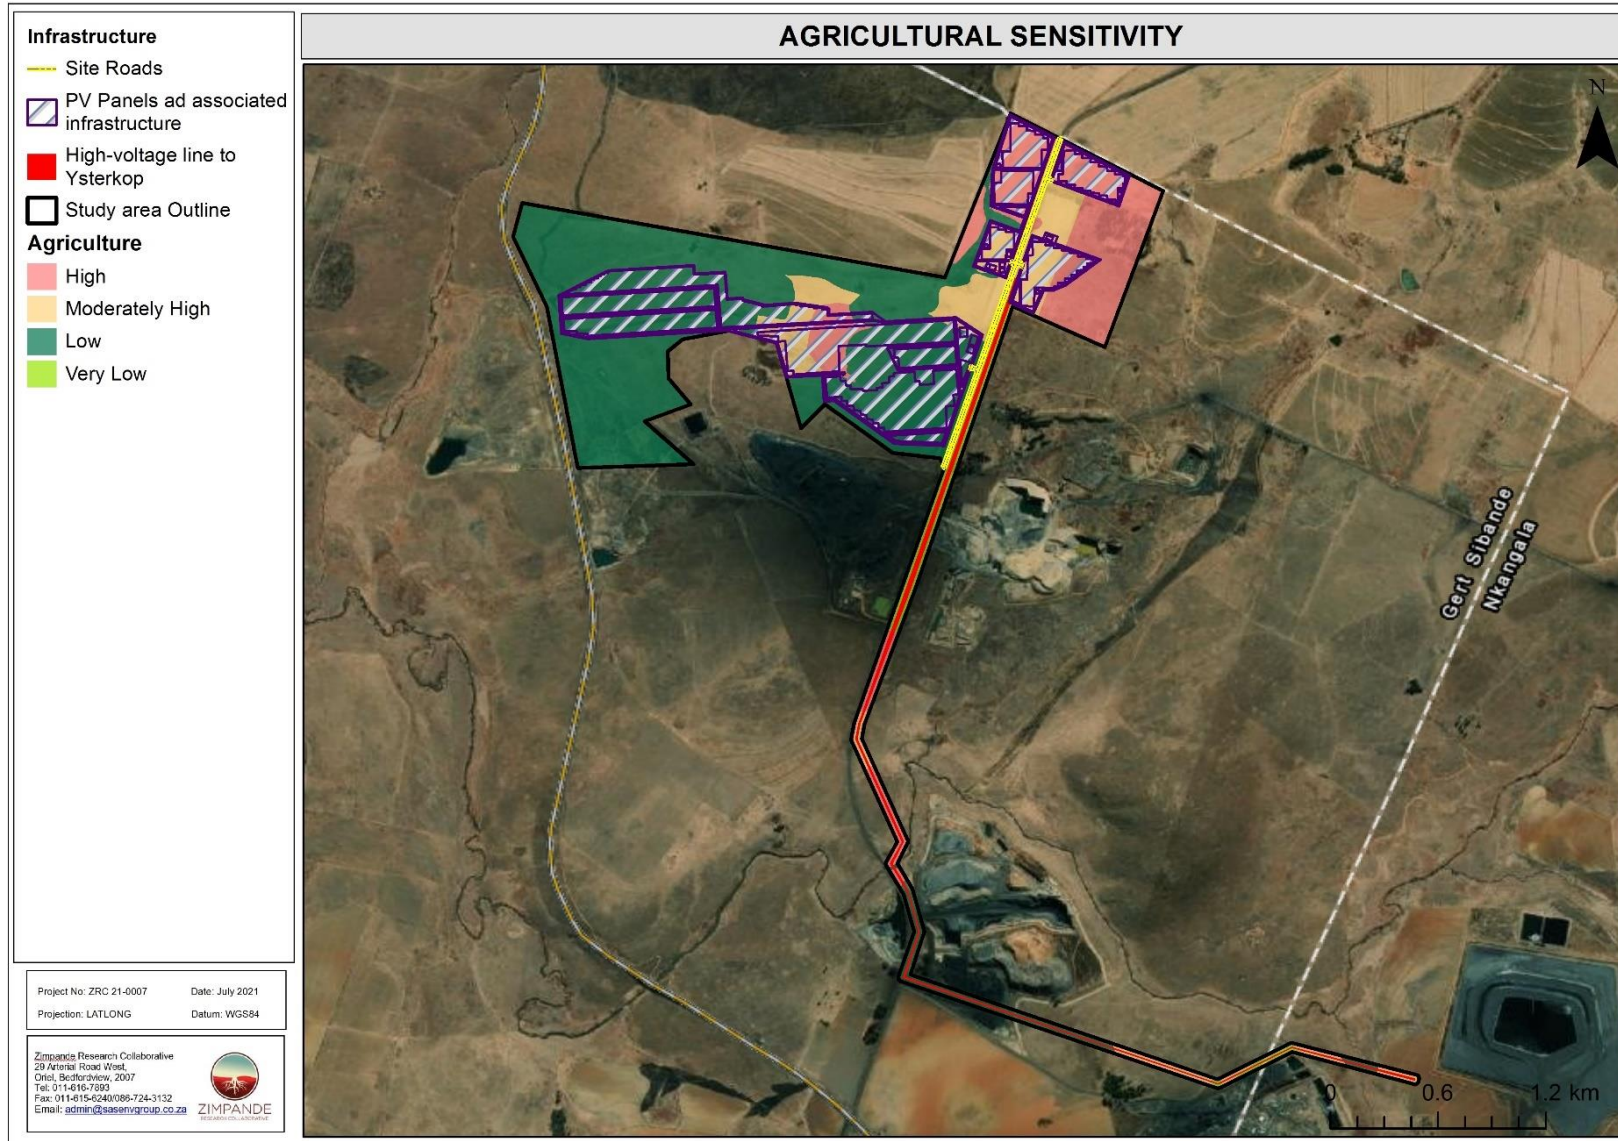 AGRICULTURAL SENSITIVITY
Infrastructure
Site Roads
PV Panels ad associated
infrastructure
High-voltage line to
Ysterkop
Study area Outline
Agriculture
High
Moderately High
Low
Very Low
N
Gert Sibande
Nkangala
0 0.6 1.2 km
Project No: ZRC 21-0007 Date: July 2021
Projection: LATLONG Datum: WGS84
Zimpande Research Collaborative
29 Arterial Road West,
Oriel, Bedfordview, 2007
Tel: 011-616-7893
Fax: 011-615-6240/086-724-3132
Email: admin@sasenvgroup.co.za
ZIMPANDE
RESEARCH COLLABORATIVE